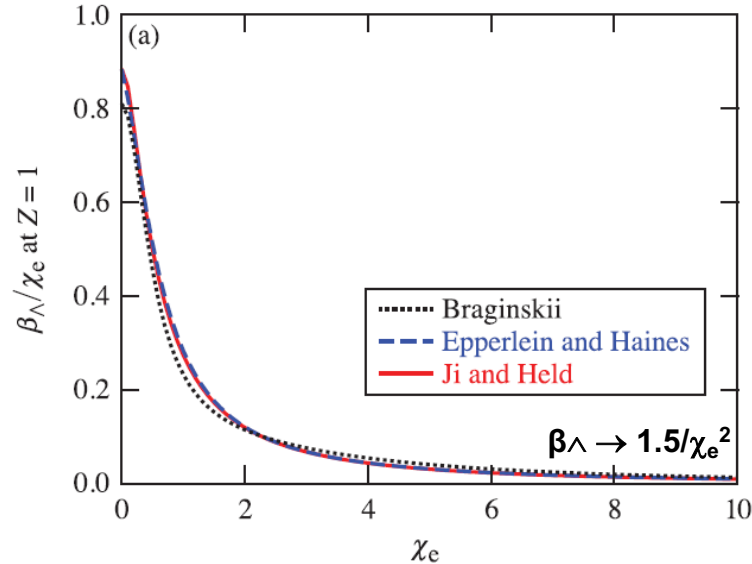 (a)
1.0
0.8
0.6
0.4
0.2
0.0
β∧/χe at Z = 1
Braginskii
Epperlein and Haines
Ji and Held
β∧ → 1.5/χe²
0 2 4 6 8 10
χe